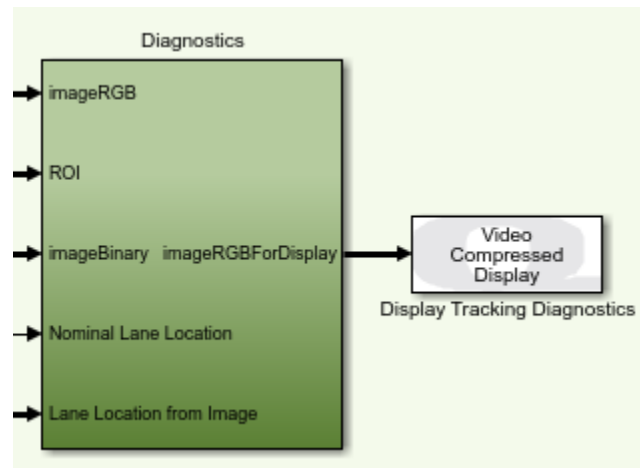 Diagnostics
imageRGB
ROI
imageBinary imageRGBForDisplay
Nominal Lane Location
Lane Location from Image
Video
Compressed
Display
Display Tracking Diagnostics